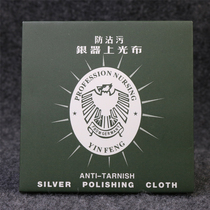 防沾污
銀器上光布
PROFESSION NURSING
YIN FENG
ANTI-TARNISH
SILVER POLISHING CLOTH